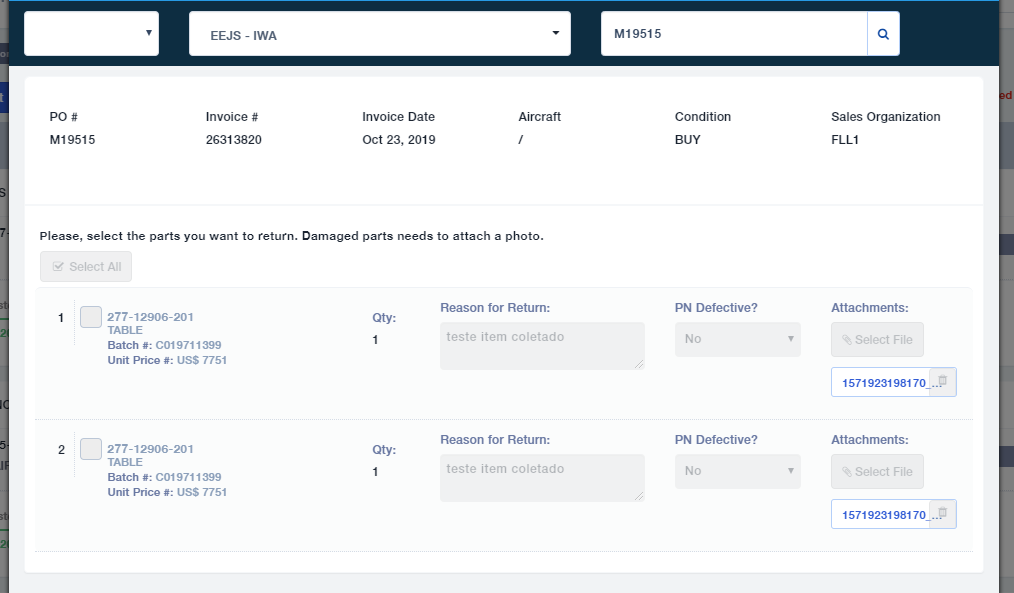 EEJS - IWA
M19515
PO #
Invoice #
Invoice Date
Aircraft
Condition
Sales Organization
M19515
26313820
Oct 23, 2019
/
BUY
FLL1
Please, select the parts you want to return. Damaged parts needs to attach a photo.
Select All
1
277-12906-201
TABLE
Batch #: C019711399
Unit Price #: US$ 7751
Qty:
1
Reason for Return:
teste item coletado
PN Defective?
No
Attachments:
Select File
1571923198170_...
2
277-12906-201
TABLE
Batch #: C019711399
Unit Price #: US$ 7751
Qty:
1
Reason for Return:
teste item coletado
PN Defective?
No
Attachments:
Select File
1571923198170_...